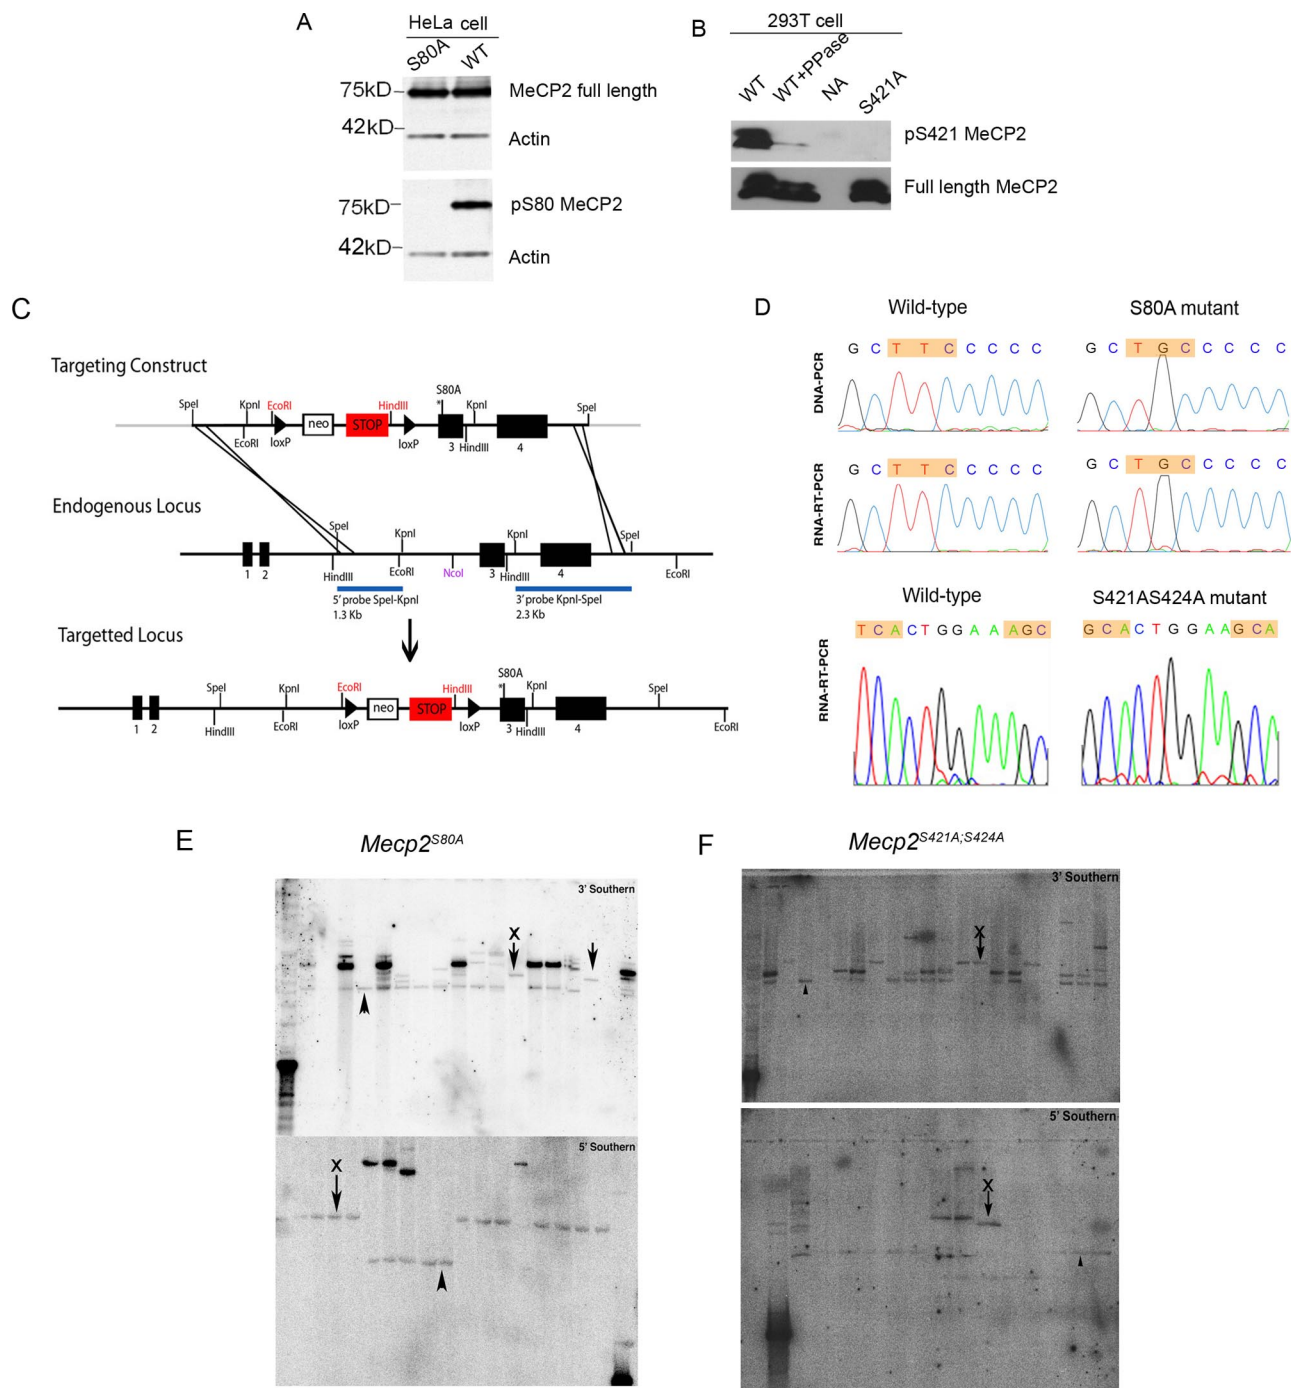 A
HeLa cell
S80A WT
75kD
MeCP2 full length
42kD
Actin
75kD
pS80 MeCP2
42kD
Actin
B
293T cell
WT WT+PPase NA S421A
pS421 MeCP2
Full length MeCP2
C
Targeting Construct
SpeI KpnI EcoRI HindIII S80A KpnI SpeI
*
neo STOP
EcoRI loxP loxP 3 HindIII 4
Endogenous Locus
SpeI KpnI KpnI SpeI
1 2 HindIII EcoRI NcoI 3 HindIII 4 EcoRI
5' probe SpeI-KpnI
1.3 Kb
3' probe KpnI-SpeI
2.3 Kb
Targetted Locus
SpeI KpnI EcoRI HindIII S80A KpnI SpeI
*
neo STOP
1 2 HindIII EcoRI loxP loxP 3 HindIII 4 EcoRI
D
Wild-type S80A mutant
DNA-PCR
G C T T C C C C C
G C T G C C C C C
RNA-RT-PCR
G C T T C C C C C
G C T G C C C C C
Wild-type S421AS424A mutant
RNA-RT-PCR
T C A C T G G A A A G C
G C A C T G G A A G C A
E
Mecp2S80A
3' Southern
X
5' Southern
X
F
Mecp2S421A;S424A
3' Southern
X
5' Southern
X